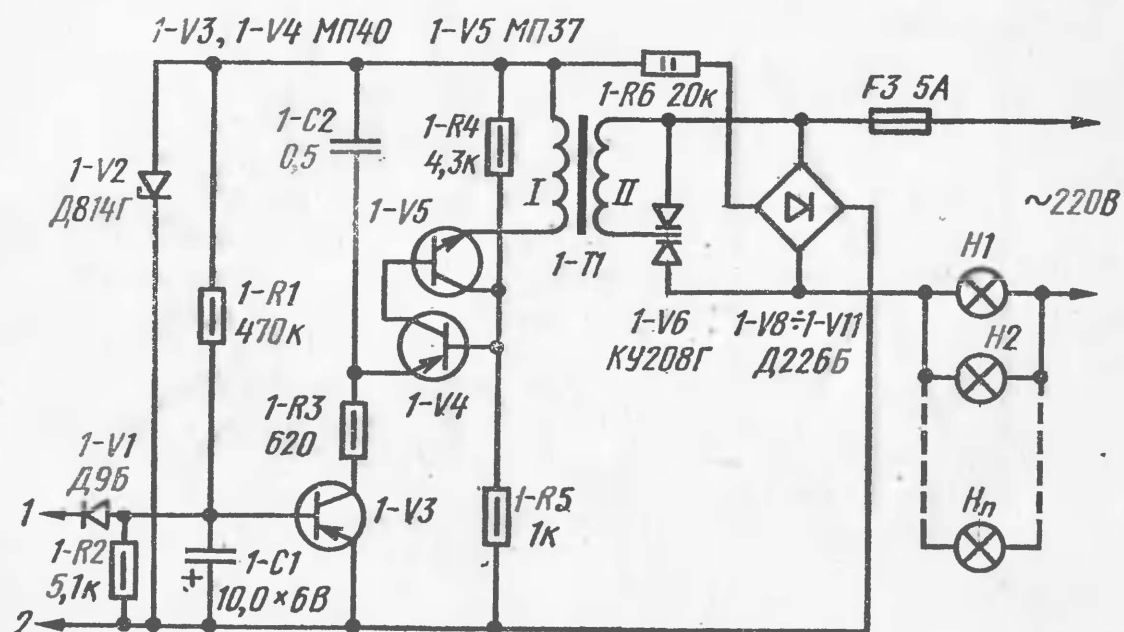 1-V3, 1-V4 МП40
1-V5 МП37
1-R6 20к
F3 5А
1-C2
0,5
1-R4
4,3к
1-V2
Д814Г
1-V5
I
II
1-T1
~220В
H1
1-R1
470к
1-V6
КУ208Г
1-V8÷1-V11
Д226Б
H2
1-V4
1-R3
620
1-V1
Д9Б
1
1-V3
1-R5
1к
Hn
1-R2
5,1к
1-C1
+
10,0×6В
2